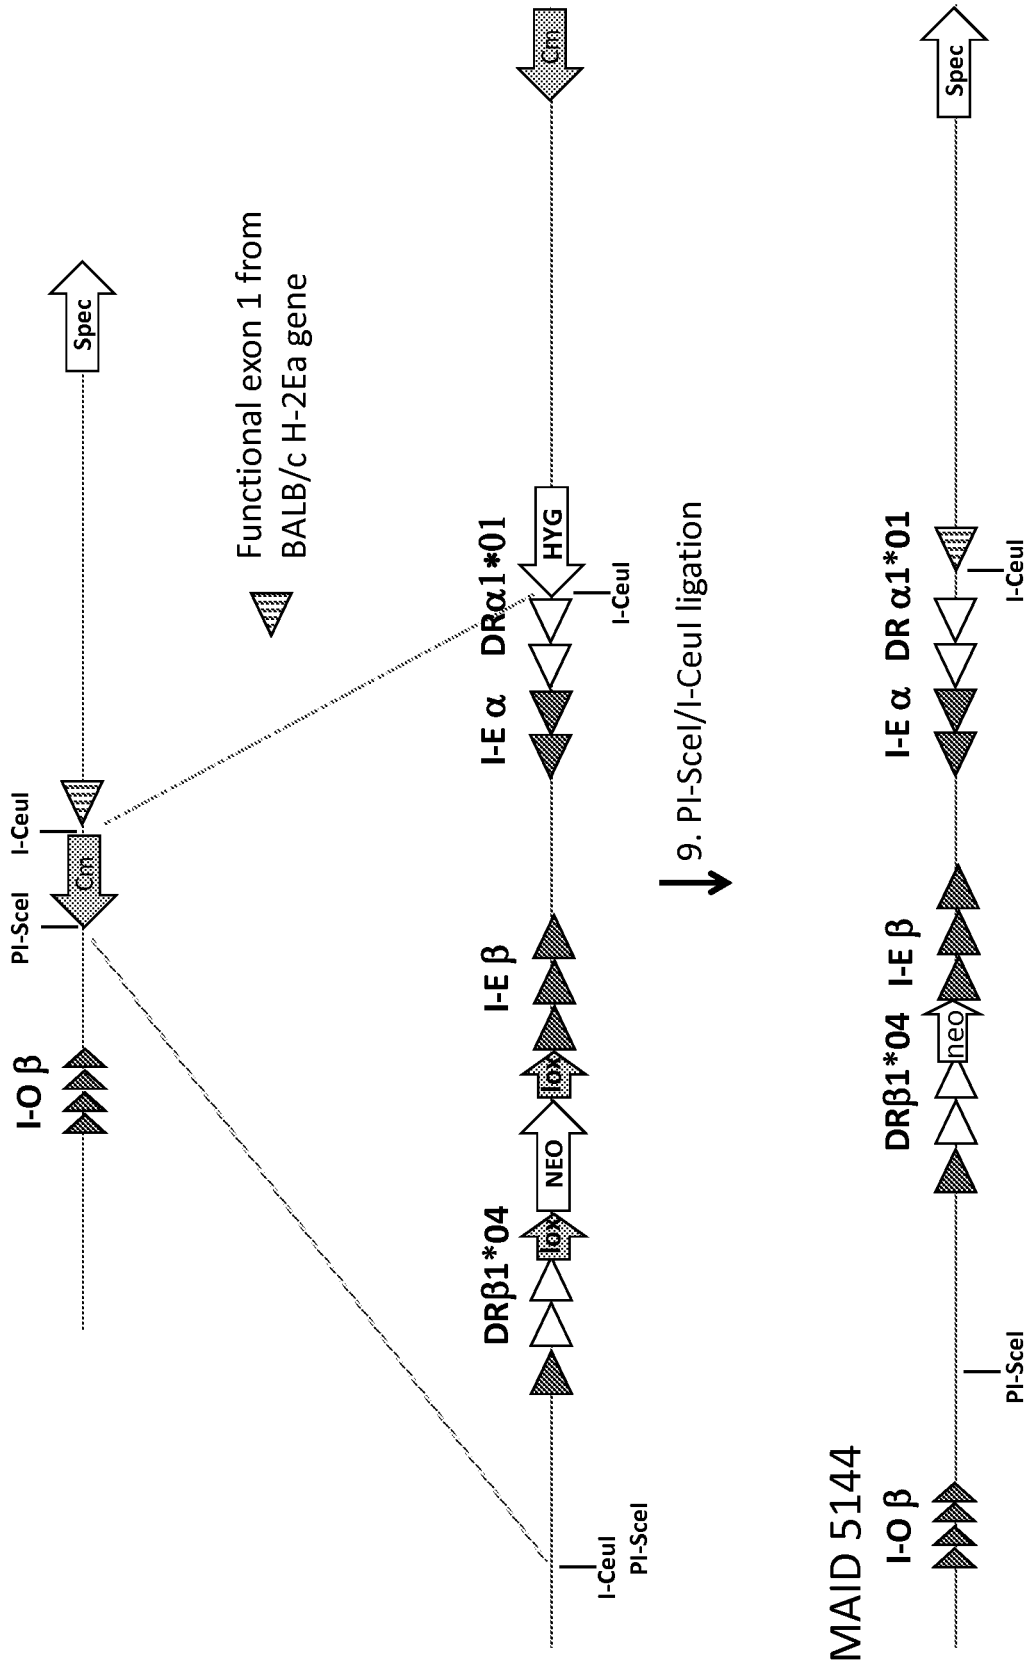 I-O β
PI-SceI
I-CeuI
Cm
Spec
Functional exon 1 from
BALB/c H-2Ea gene
DRβ1*04
I-E β
I-E α
DRα1*01
lox
NEO
lox
HYG
Cm
I-CeuI
PI-SceI
I-CeuI
9. PI-SceI/I-CeuI ligation
MAID 5144
I-O β
DRβ1*04
I-E β
I-E α
DR α1*01
neo
Spec
PI-SceI
I-CeuI